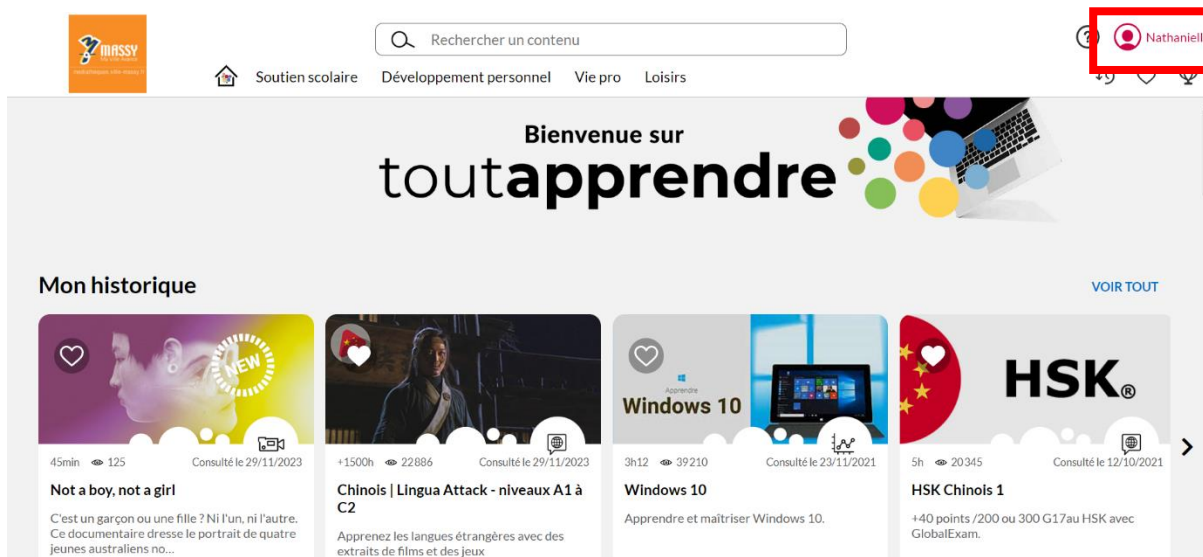 massy
Rechercher un contenu
Nathaniell
Soutien scolaire Développement personnel Vie pro Loisirs
Bienvenue sur
toutapprendre
Mon historique
VOIR TOUT
NEW
Apprendre
Windows 10
HSK®
45min 125 Consulté le 29/11/2023
+1500h 22886 Consulté le 29/11/2023
3h12 39210 Consulté le 23/11/2021
5h 20345 Consulté le 12/10/2021
Not a boy, not a girl
C'est un garçon ou une fille ? Ni l'un, ni l'autre.
Ce documentaire dresse le portrait de quatre
jeunes australiens no...
Chinois | Lingua Attack - niveaux A1 à
C2
Apprenez les langues étrangères avec des
extraits de films et des jeux
Windows 10
Apprendre et maîtriser Windows 10.
HSK Chinois 1
+40 points /200 ou 300 G17au HSK avec
GlobalExam.